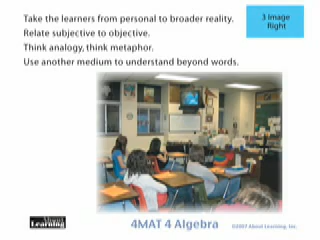 Take the learners from personal to broader reality.
3 Image
Right
Relate subjective to objective.
Think analogy, think metaphor.
Use another medium to understand beyond words.
About
Learning
4MAT 4 Algebra
©2007 About Learning, Inc.